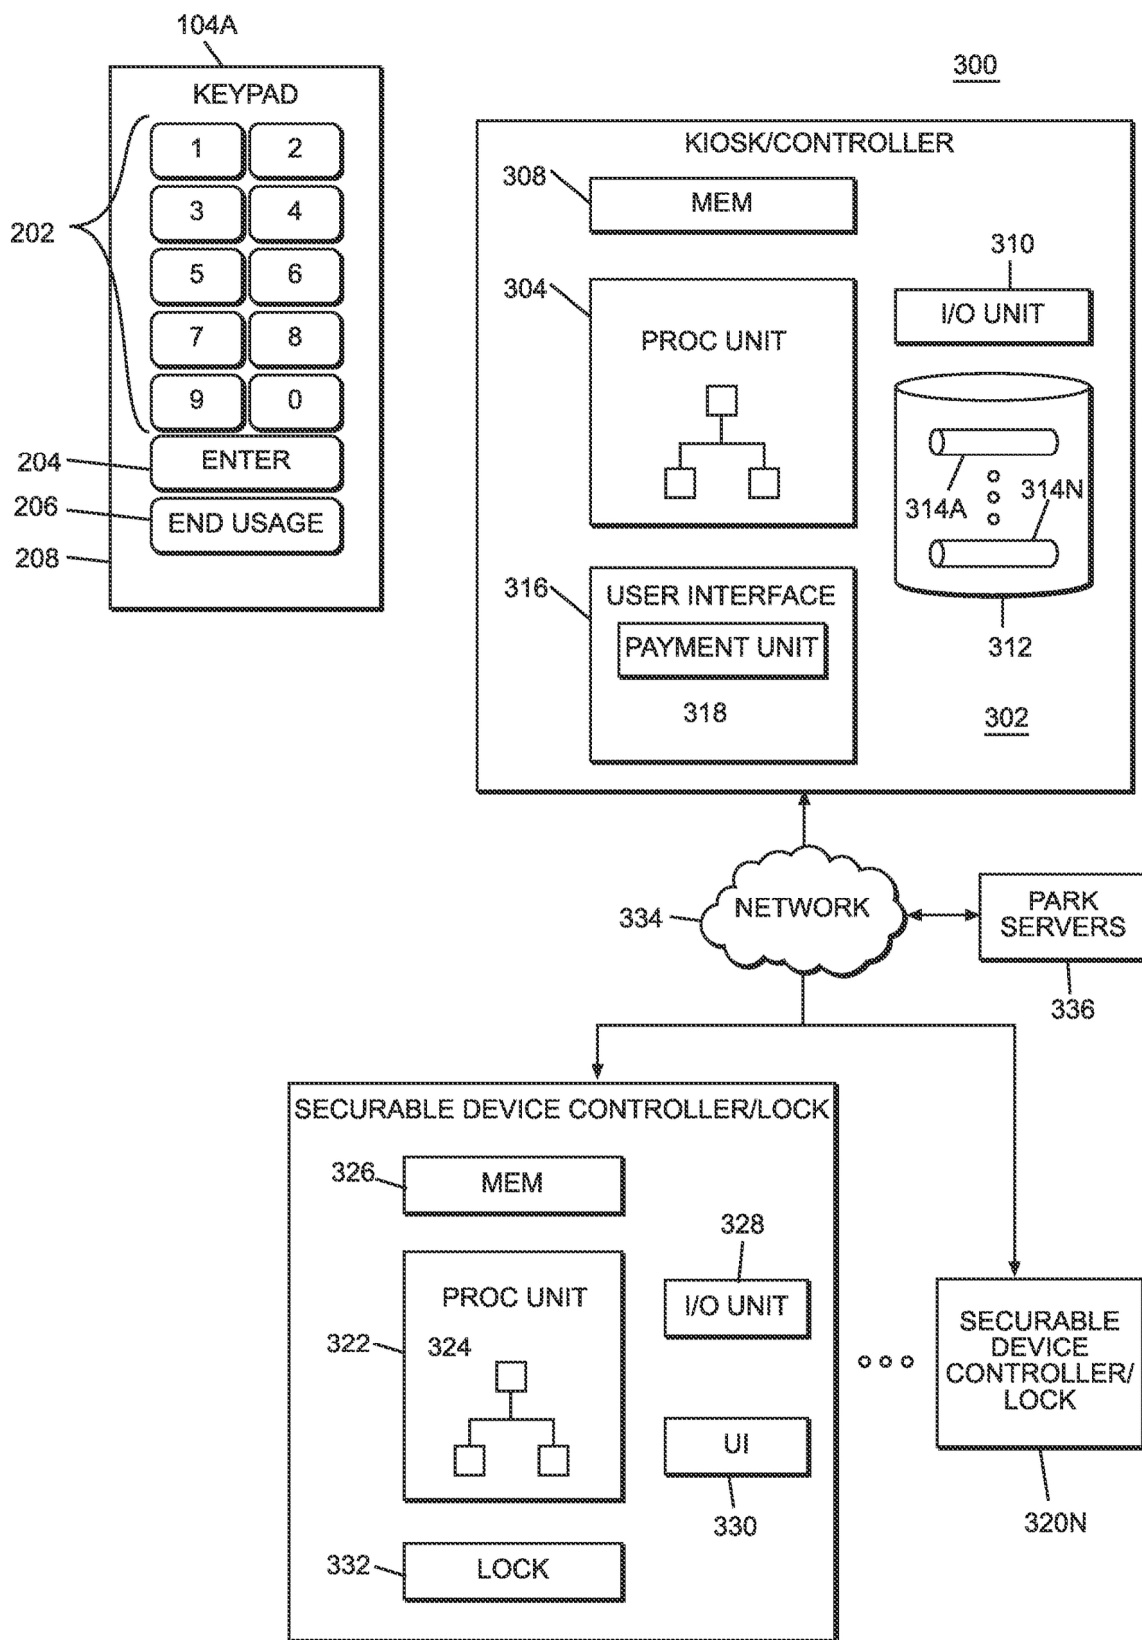 104A
KEYPAD
1
2
3
4
5
6
7
8
9
0
ENTER
END USAGE
202
204
206
208
300
KIOSK/CONTROLLER
308
MEM
304
PROC UNIT
310
I/O UNIT
314A
314N
312
316
USER INTERFACE
PAYMENT UNIT
318
302
334
NETWORK
PARK
SERVERS
336
SECURABLE DEVICE CONTROLLER/LOCK
326
MEM
322
PROC UNIT
324
328
I/O UNIT
UI
330
332
LOCK
SECURABLE
DEVICE
CONTROLLER/
LOCK
320N